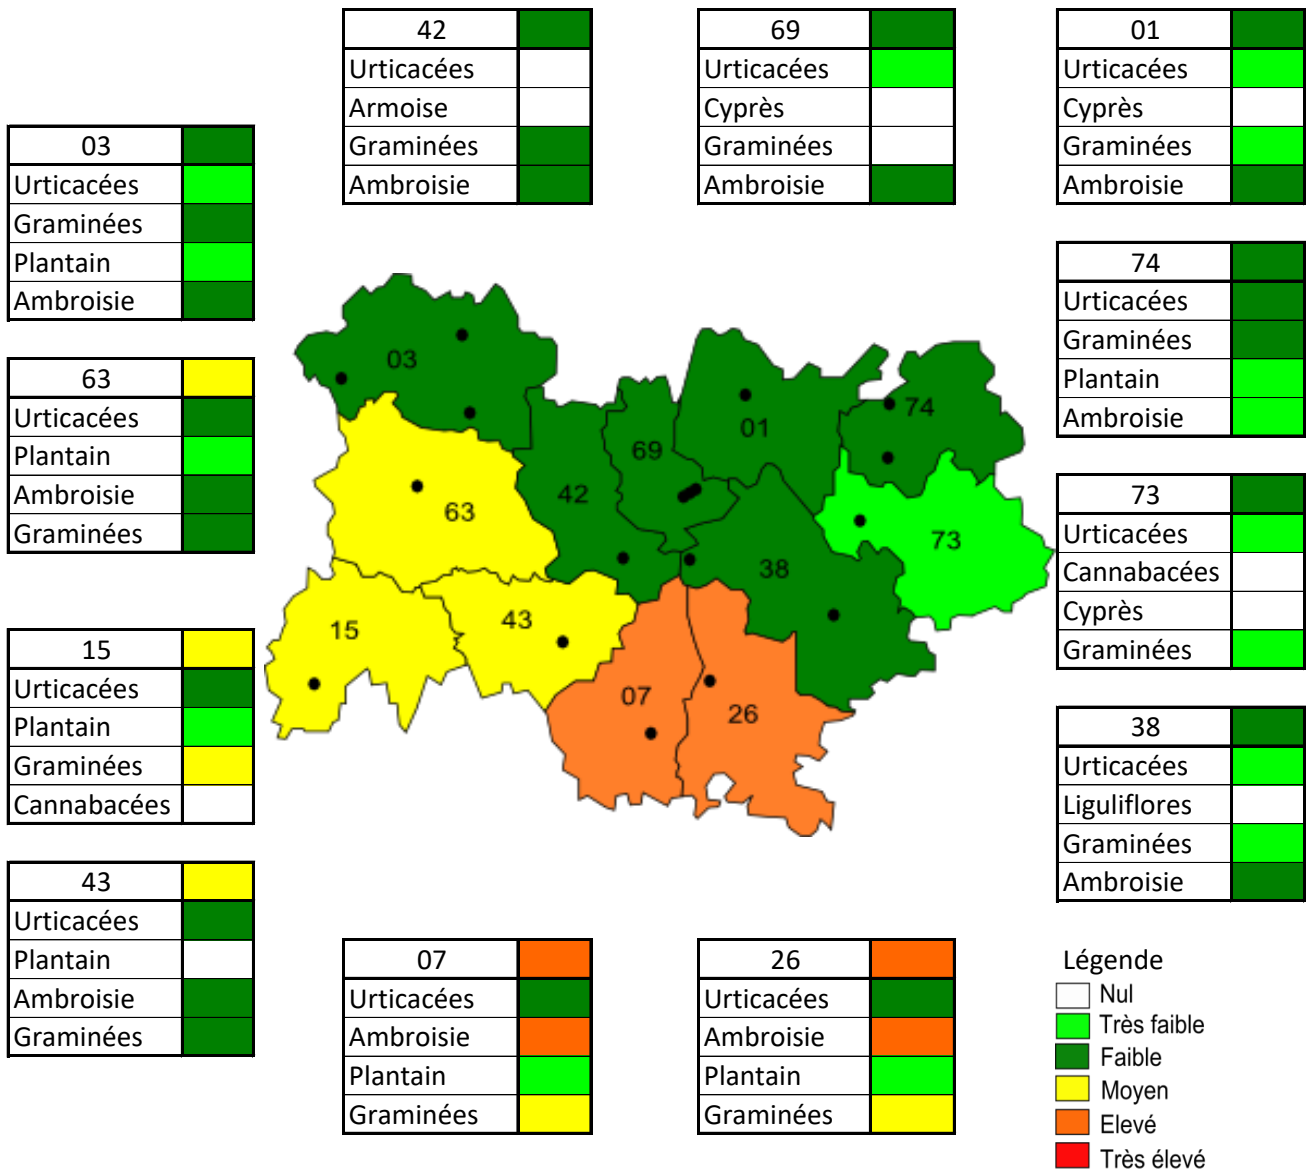 42
Urticacées
Armoise
Graminées
Ambroisie
69
Urticacées
Cyprès
Graminées
Ambroisie
01
Urticacées
Cyprès
Graminées
Ambroisie
03
Urticacées
Graminées
Plantain
Ambroisie
74
Urticacées
Graminées
Plantain
Ambroisie
63
Urticacées
Plantain
Ambroisie
Graminées
73
Urticacées
Cannabacées
Cyprès
Graminées
15
Urticacées
Plantain
Graminées
Cannabacées
38
Urticacées
Liguliflores
Graminées
Ambroisie
43
Urticacées
Plantain
Ambroisie
Graminées
07
Urticacées
Ambroisie
Plantain
Graminées
26
Urticacées
Ambroisie
Plantain
Graminées
03
74
01
69
42
63
73
38
43
15
07
26
Légende
Nul
Très faible
Faible
Moyen
Elevé
Très élevé